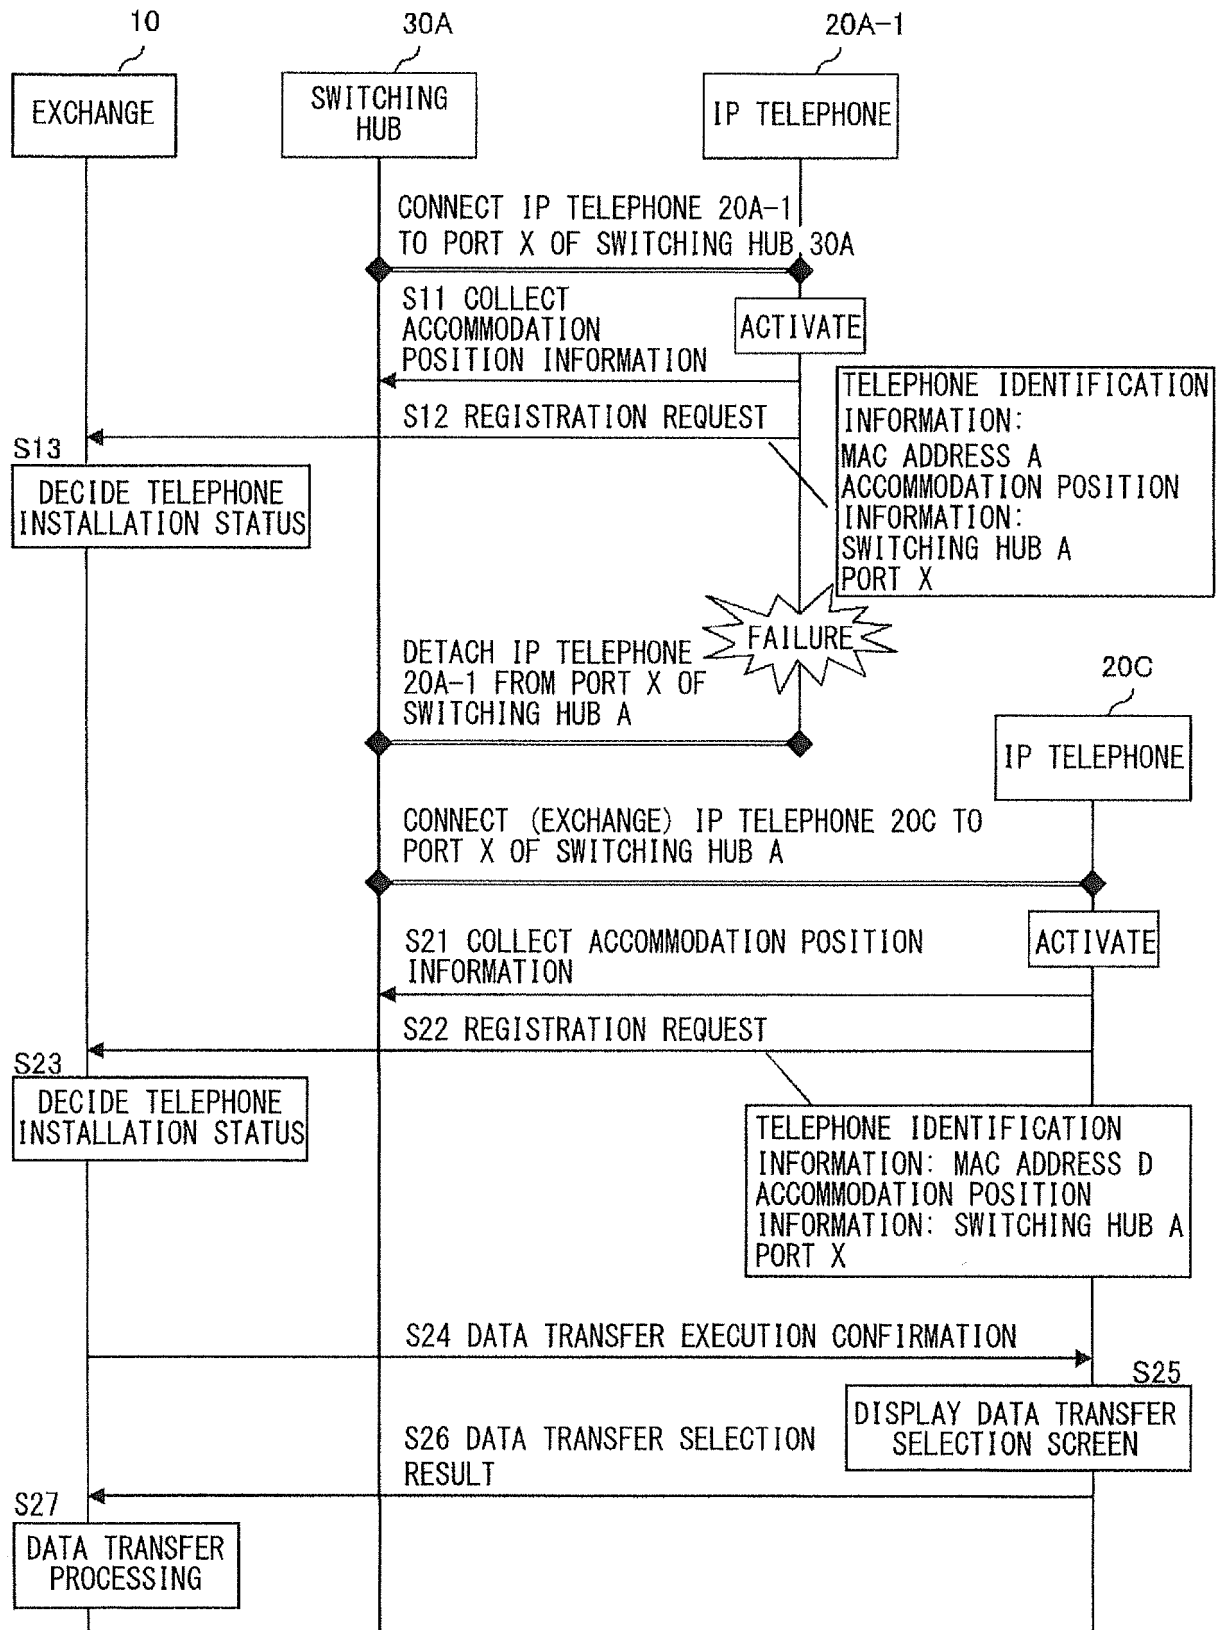 10
30A
20A-1
EXCHANGE
SWITCHING
HUB
IP TELEPHONE
CONNECT IP TELEPHONE 20A-1
TO PORT X OF SWITCHING HUB 30A
S11 COLLECT
ACCOMMODATION
POSITION INFORMATION
ACTIVATE
S12 REGISTRATION REQUEST
TELEPHONE IDENTIFICATION
INFORMATION:
MAC ADDRESS A
ACCOMMODATION POSITION
INFORMATION:
SWITCHING HUB A
PORT X
S13
DECIDE TELEPHONE
INSTALLATION STATUS
FAILURE
DETACH IP TELEPHONE
20A-1 FROM PORT X OF
SWITCHING HUB A
20C
IP TELEPHONE
CONNECT (EXCHANGE) IP TELEPHONE 20C TO
PORT X OF SWITCHING HUB A
ACTIVATE
S21 COLLECT ACCOMMODATION POSITION
INFORMATION
S22 REGISTRATION REQUEST
S23
DECIDE TELEPHONE
INSTALLATION STATUS
TELEPHONE IDENTIFICATION
INFORMATION: MAC ADDRESS D
ACCOMMODATION POSITION
INFORMATION: SWITCHING HUB A
PORT X
S24 DATA TRANSFER EXECUTION CONFIRMATION
S25
DISPLAY DATA TRANSFER
SELECTION SCREEN
S26 DATA TRANSFER SELECTION
RESULT
S27
DATA TRANSFER
PROCESSING